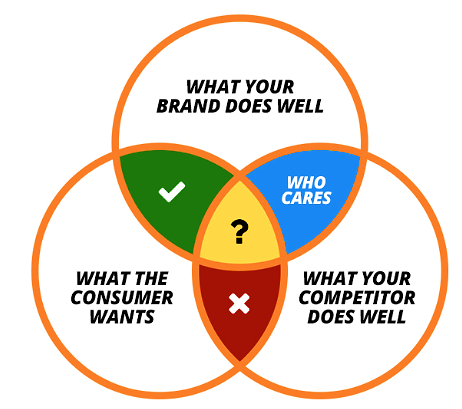 WHAT YOUR
BRAND DOES WELL
WHO
CARES
?
WHAT THE
CONSUMER
WANTS
WHAT YOUR
COMPETITOR
DOES WELL